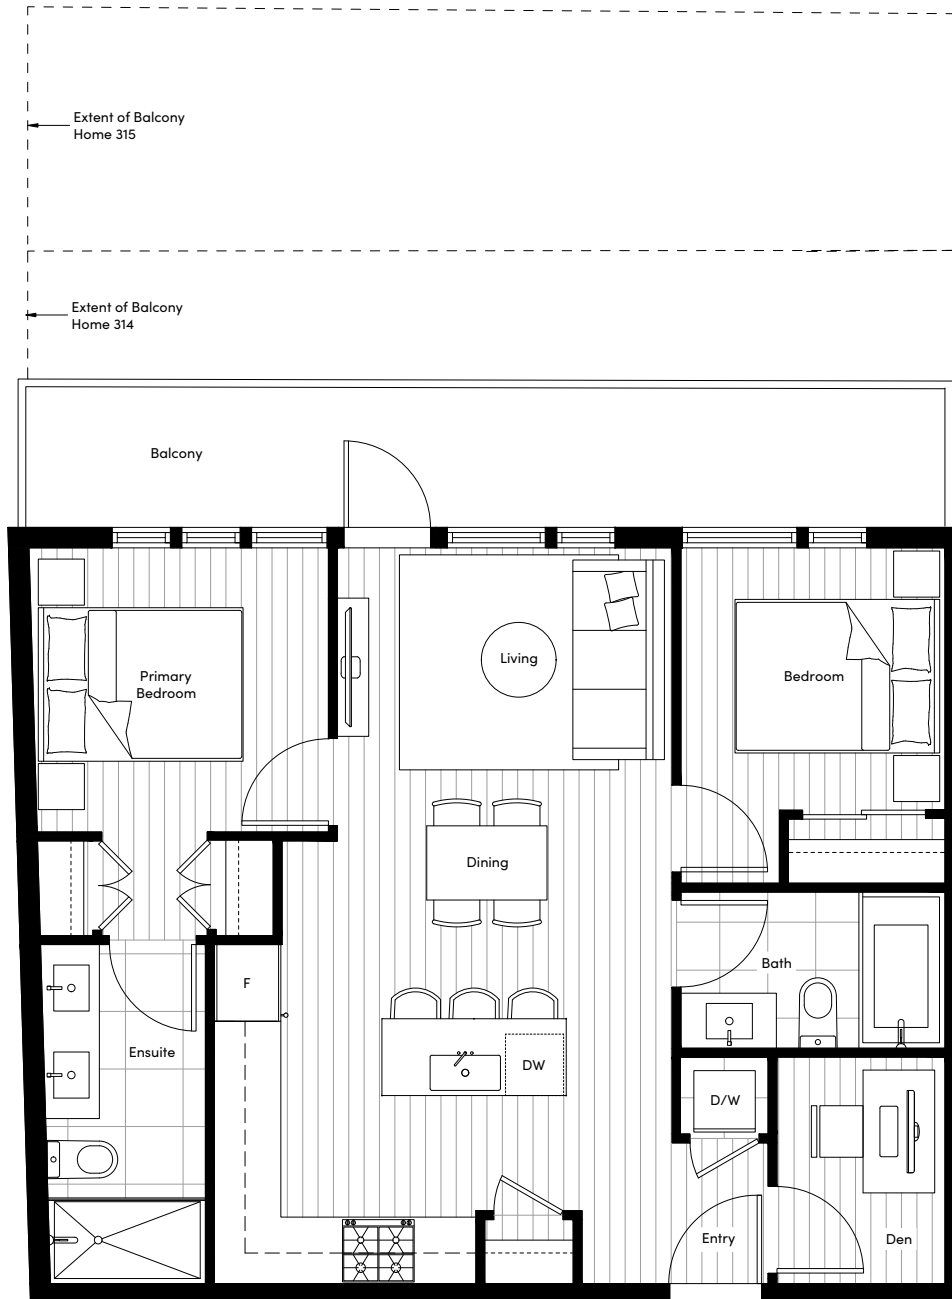 Extent of Balcony
Home 315
Extent of Balcony
Home 314
Balcony
Living
Primary
Bedroom
Bedroom
Dining
Bath
F
Ensuite
DW
D/W
Entry
Den